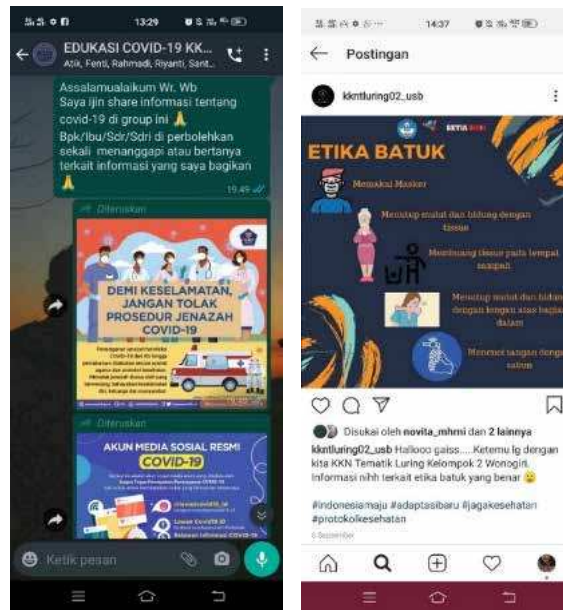 13:29
EDUKASI COVID-19 KK...
Atik, Fenti, Rahmadi, Riyanti, Sant...
Assalamualaikum Wr. Wb
Saya ijin share informasi tentang
covid-19 di group ini 🙏
Bpk/Ibu/Sdr/Sdri di perbolehkan
sekali menanggapi atau bertanya
terkait informasi yang saya bagikan
🙏
19.49
Diteruskan
DEMI KESELAMATAN,
JANGAN TOLAK
PROSEDUR JENAZAH
COVID-19
Diteruskan
AKUN MEDIA SOSIAL RESMI
COVID-19
Ketik pesan
14:37
Postingan
kkntluring02_usb
SETIA
ETIKA BATUK
Memakai Masker
Menutup mulut dan hidung dengan
tissue
Membuang tissue pada tempat
sampah
Menutup mulut dan hidung
dengan lengan atas bagian
dalam
Mencuci tangan dengan
sabun
Disukai oleh novita_mhrni dan 2 lainnya
kkntluring02_usb Hallooo gaiss.....Ketemu lg dengan
kita KKN Tematik Luring Kelompok 2 Wonogiri.
Informasi nihh terkait etika batuk yang benar 😊
#indonesiamaju #adaptasibaru #jagakesehatan
#protokolkesehatan
6 September